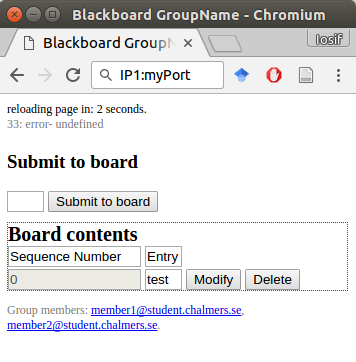 Blackboard GroupName - Chromium
Blackboard GroupN
Iosif
IP1:myPort
reloading page in: 2 seconds.
33: error- undefined
Submit to board
Submit to board
Board contents
Sequence Number Entry
0 test Modify Delete
Group members: member1@student.chalmers.se,
member2@student.chalmers.se.